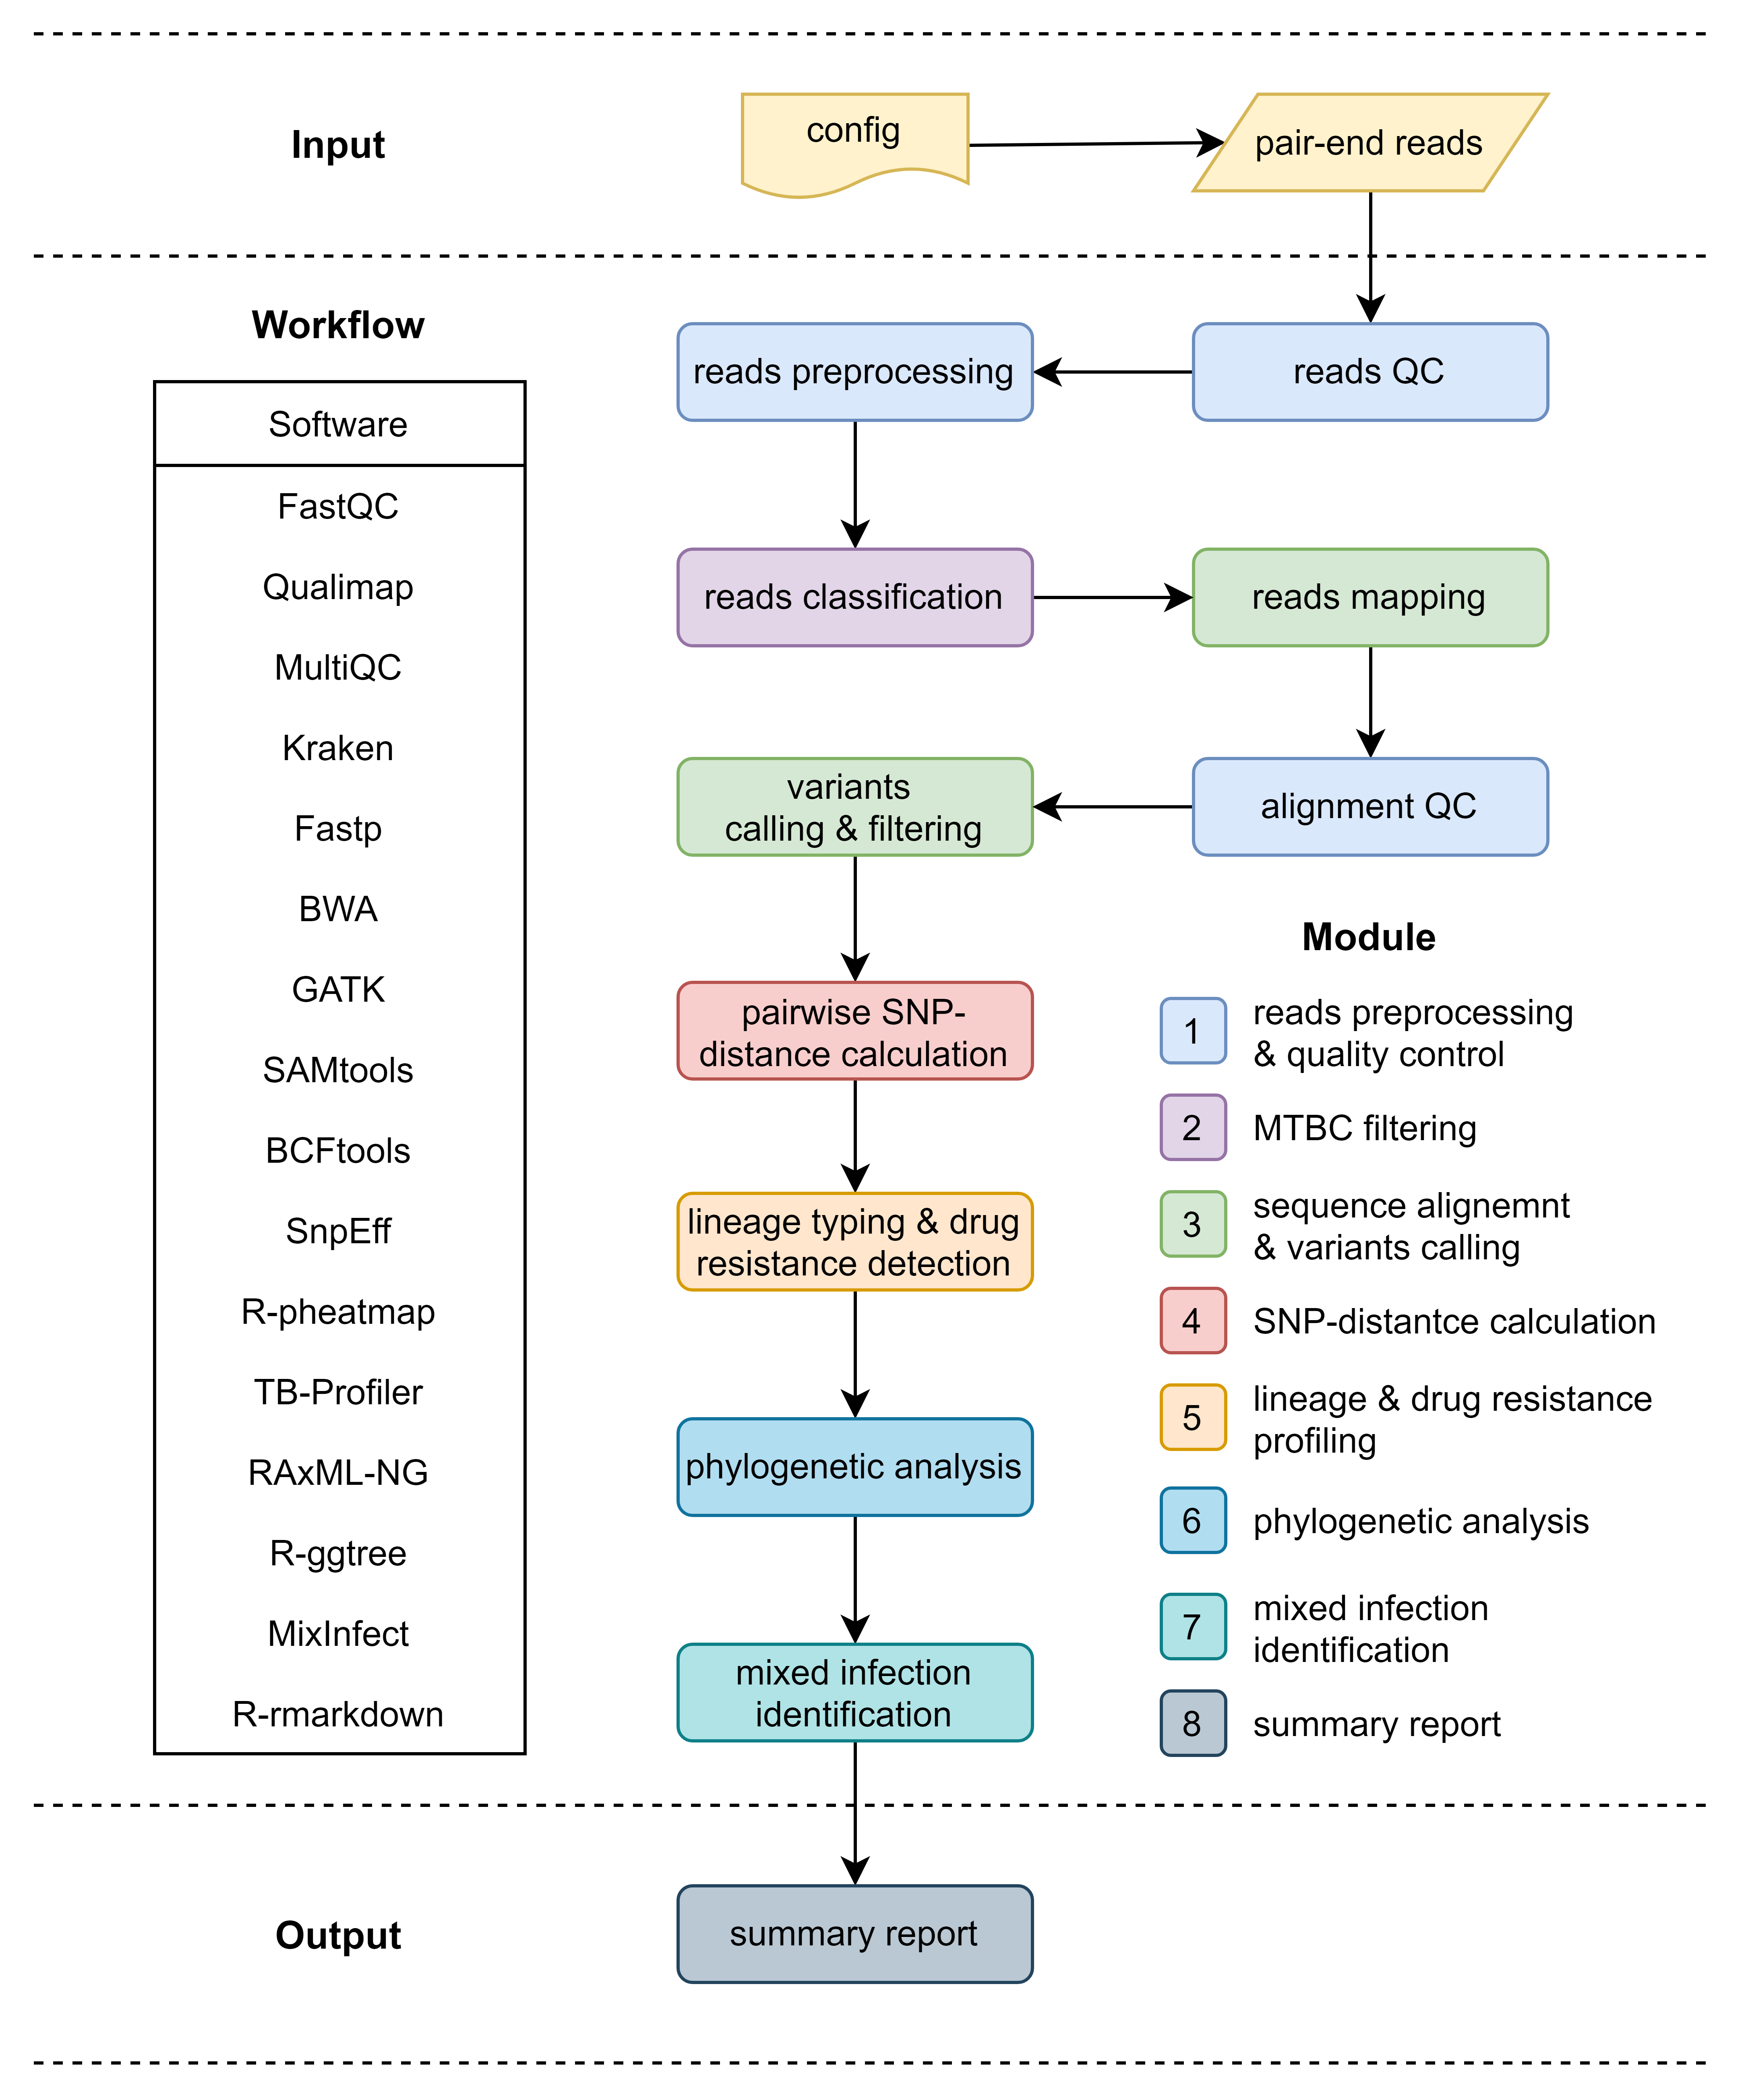 Input
config
pair-end reads
Workflow
Software
FastQC
Qualimap
MultiQC
Kraken
Fastp
BWA
GATK
SAMtools
BCFtools
SnpEff
R-pheatmap
TB-Profiler
RAxML-NG
R-ggtree
MixInfect
R-rmarkdown
reads QC
reads preprocessing
reads classification
reads mapping
alignment QC
variants
calling & filtering
pairwise SNP-
distance calculation
lineage typing & drug
resistance detection
phylogenetic analysis
mixed infection
identification
Module
1
reads preprocessing
& quality control
2
MTBC filtering
3
sequence alignemnt
& variants calling
4
SNP-distantce calculation
5
lineage & drug resistance
profiling
6
phylogenetic analysis
7
mixed infection
identification
8
summary report
Output
summary report